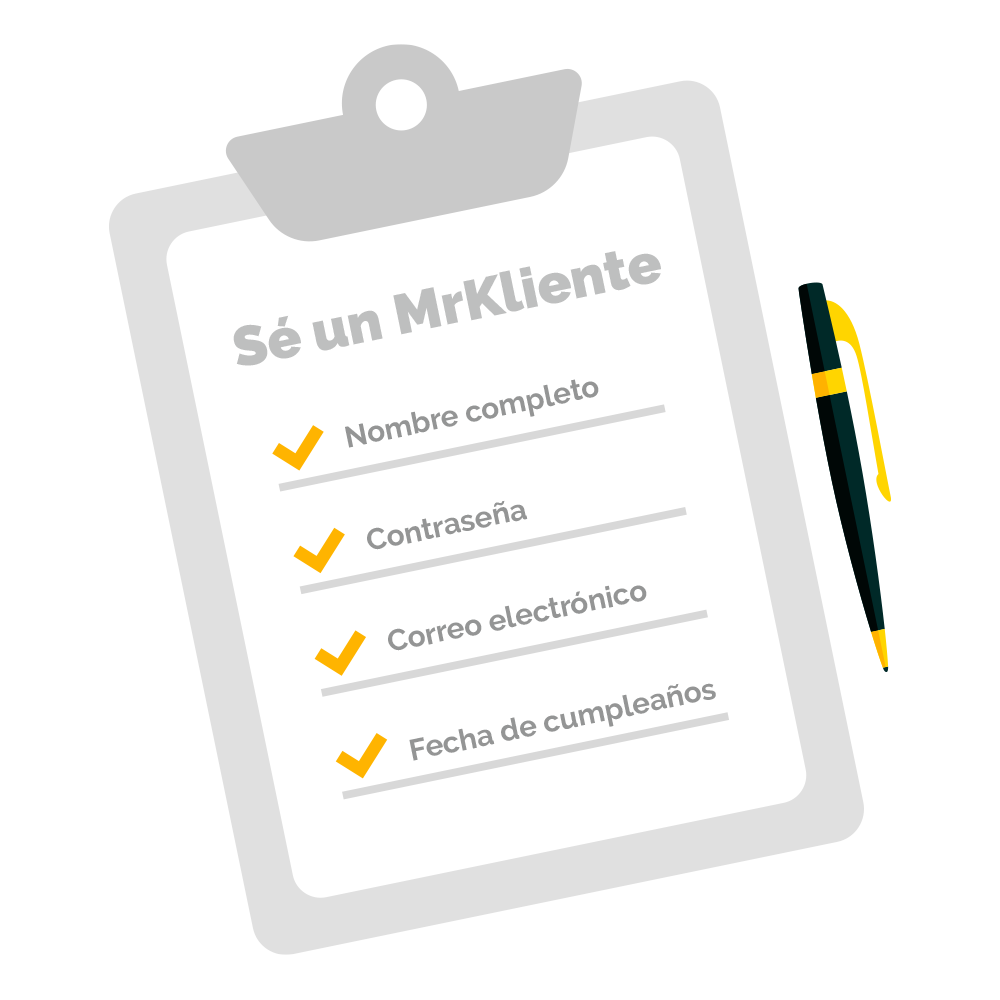 Sé un MrKliente
Nombre completo
Contraseña
Correo electrónico
Fecha de cumpleaños